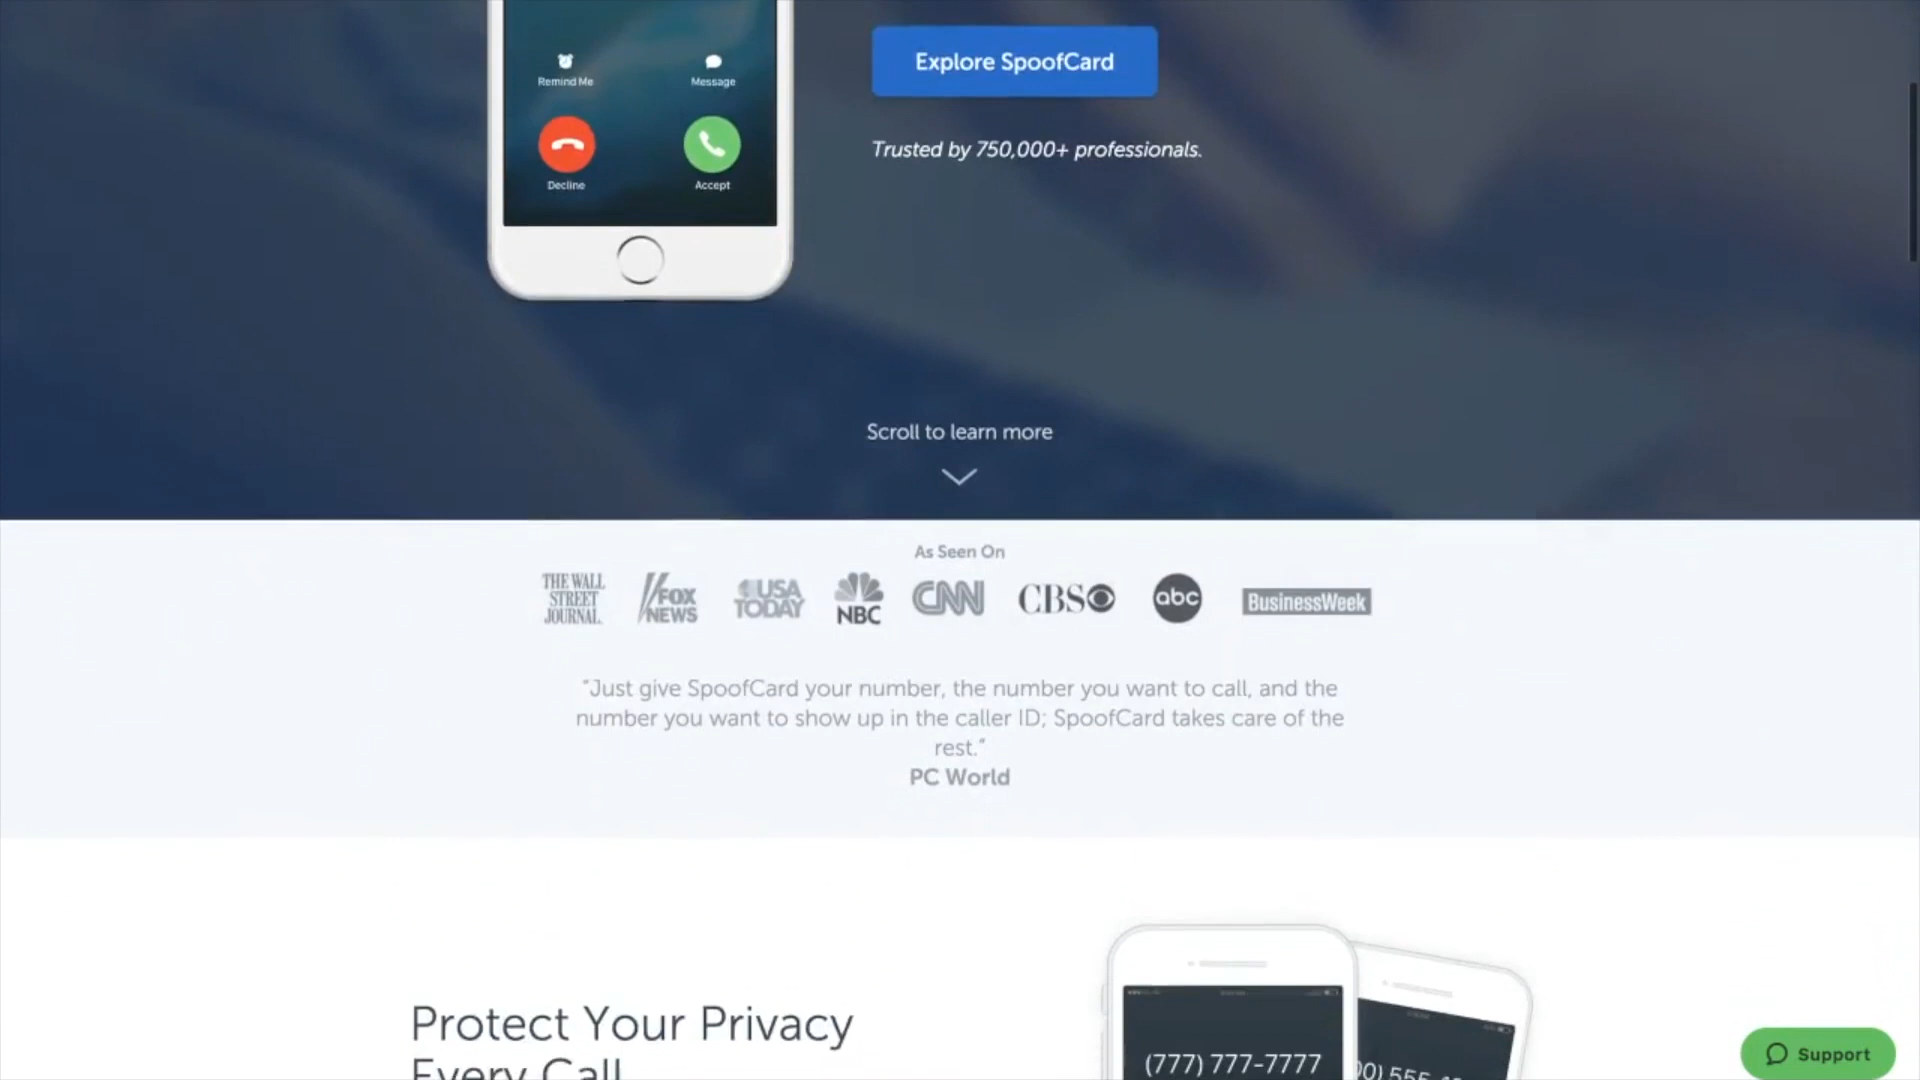 Explore SpoofCard
Remind Me
Message
Trusted by 750,000+ professionals.
Decline
Accept
Scroll to learn more
As Seen On
THE WALL
STREET
JOURNAL.
FOX
NEWS
USA
TODAY
NBC
CNN
CBS
abc
BusinessWeek
“Just give SpoofCard your number, the number you want to call, and the
number you want to show up in the caller ID; SpoofCard takes care of the
rest.”
PC World
Protect Your Privacy
Every Call
(777) 777-7777
Support